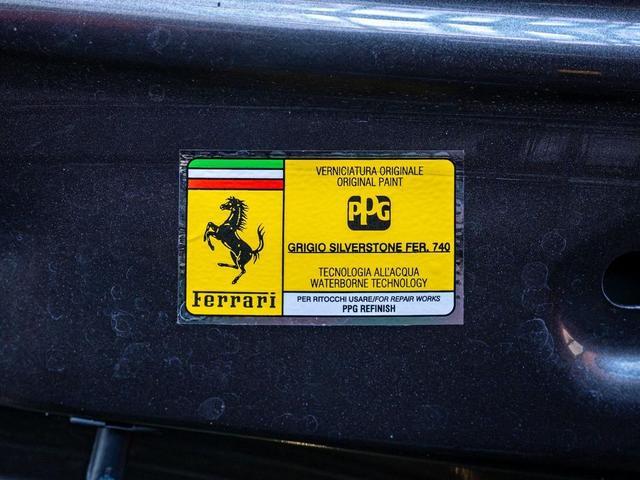 VERNICIATURA ORIGINALE
ORIGINAL PAINT
PPG
GRIGIO SILVERSTONE FER. 740
TECNOLOGIA ALL'ACQUA
WATERBORNE TECHNOLOGY
Ferrari
PER RITOCCHI USARE/FOR REPAIR WORKS
PPG REFINISH